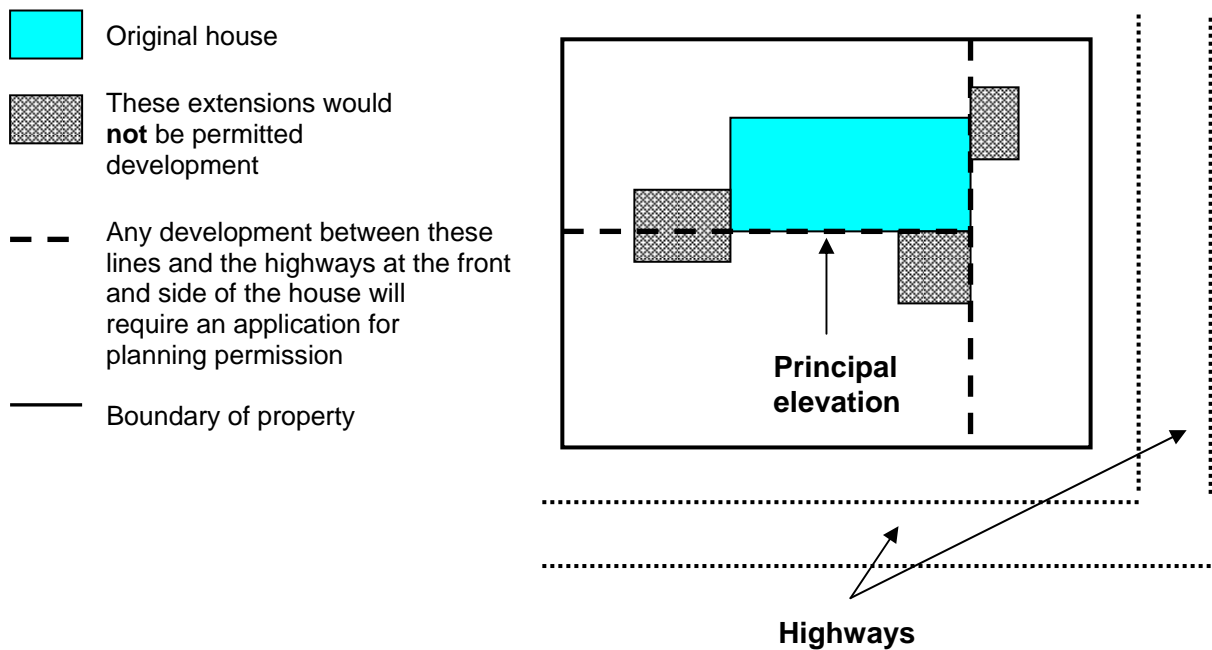 Original house
These extensions would
not be permitted
development
Any development between these
lines and the highways at the front
and side of the house will
require an application for
planning permission
Boundary of property
Principal
elevation
Highways